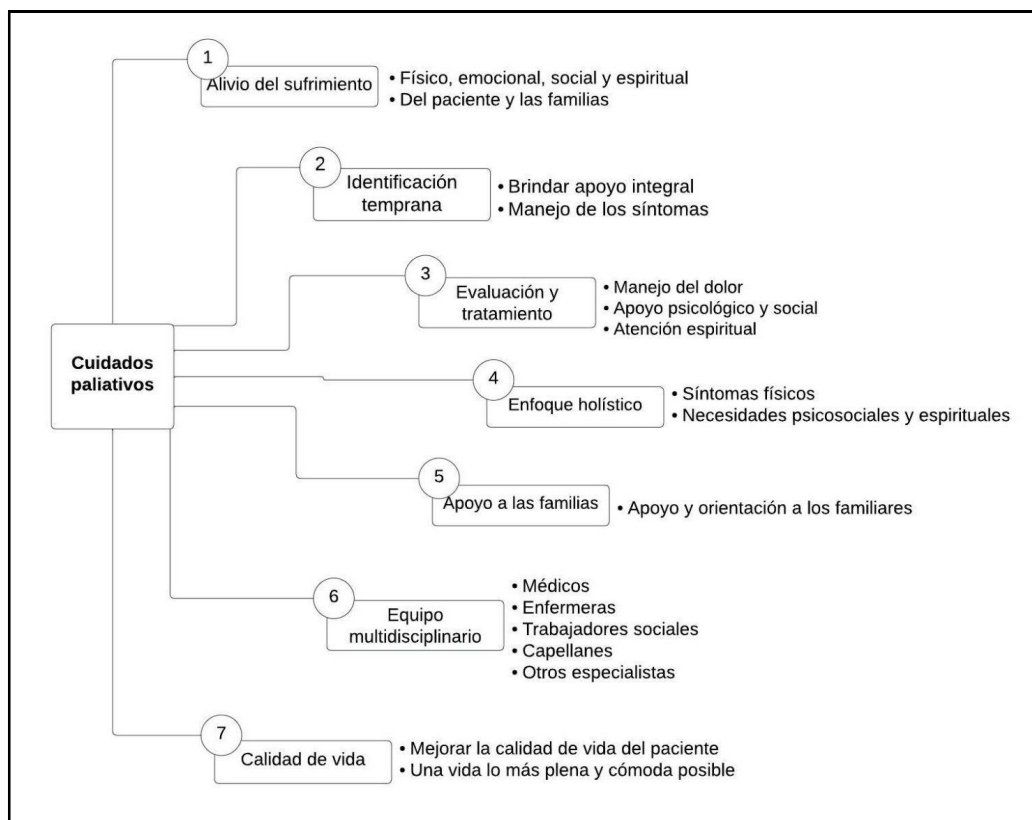 1
Alivio del sufrimiento
• Físico, emocional, social y espiritual
• Del paciente y las familias
2
Identificación
temprana
• Brindar apoyo integral
• Manejo de los síntomas
3
Evaluación y
tratamiento
• Manejo del dolor
• Apoyo psicológico y social
• Atención espiritual
Cuidados
paliativos
4
Enfoque holístico
• Síntomas físicos
• Necesidades psicosociales y espirituales
5
Apoyo a las familias
• Apoyo y orientación a los familiares
6
Equipo
multidisciplinario
• Médicos
• Enfermeras
• Trabajadores sociales
• Capellanes
• Otros especialistas
7
Calidad de vida
• Mejorar la calidad de vida del paciente
• Una vida lo más plena y cómoda posible